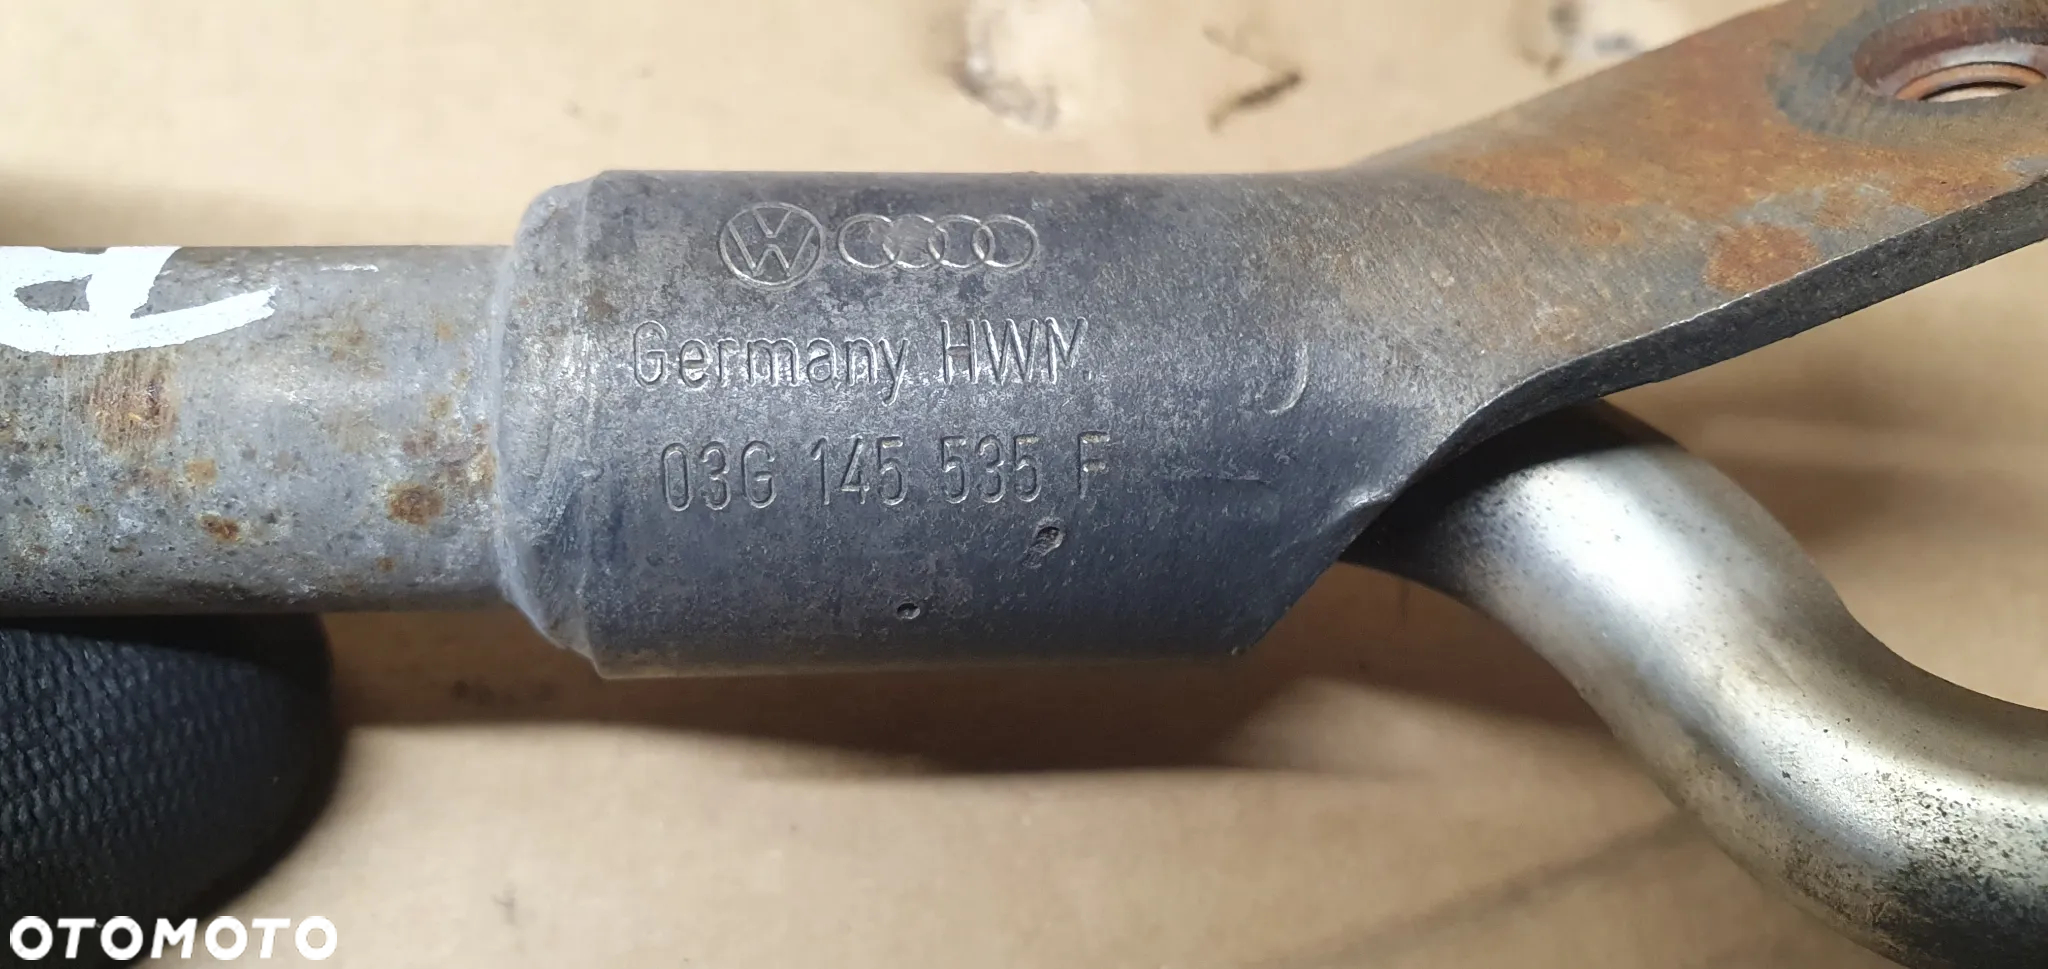 Germany HWM
03G 145 535 F
OTOMOTO